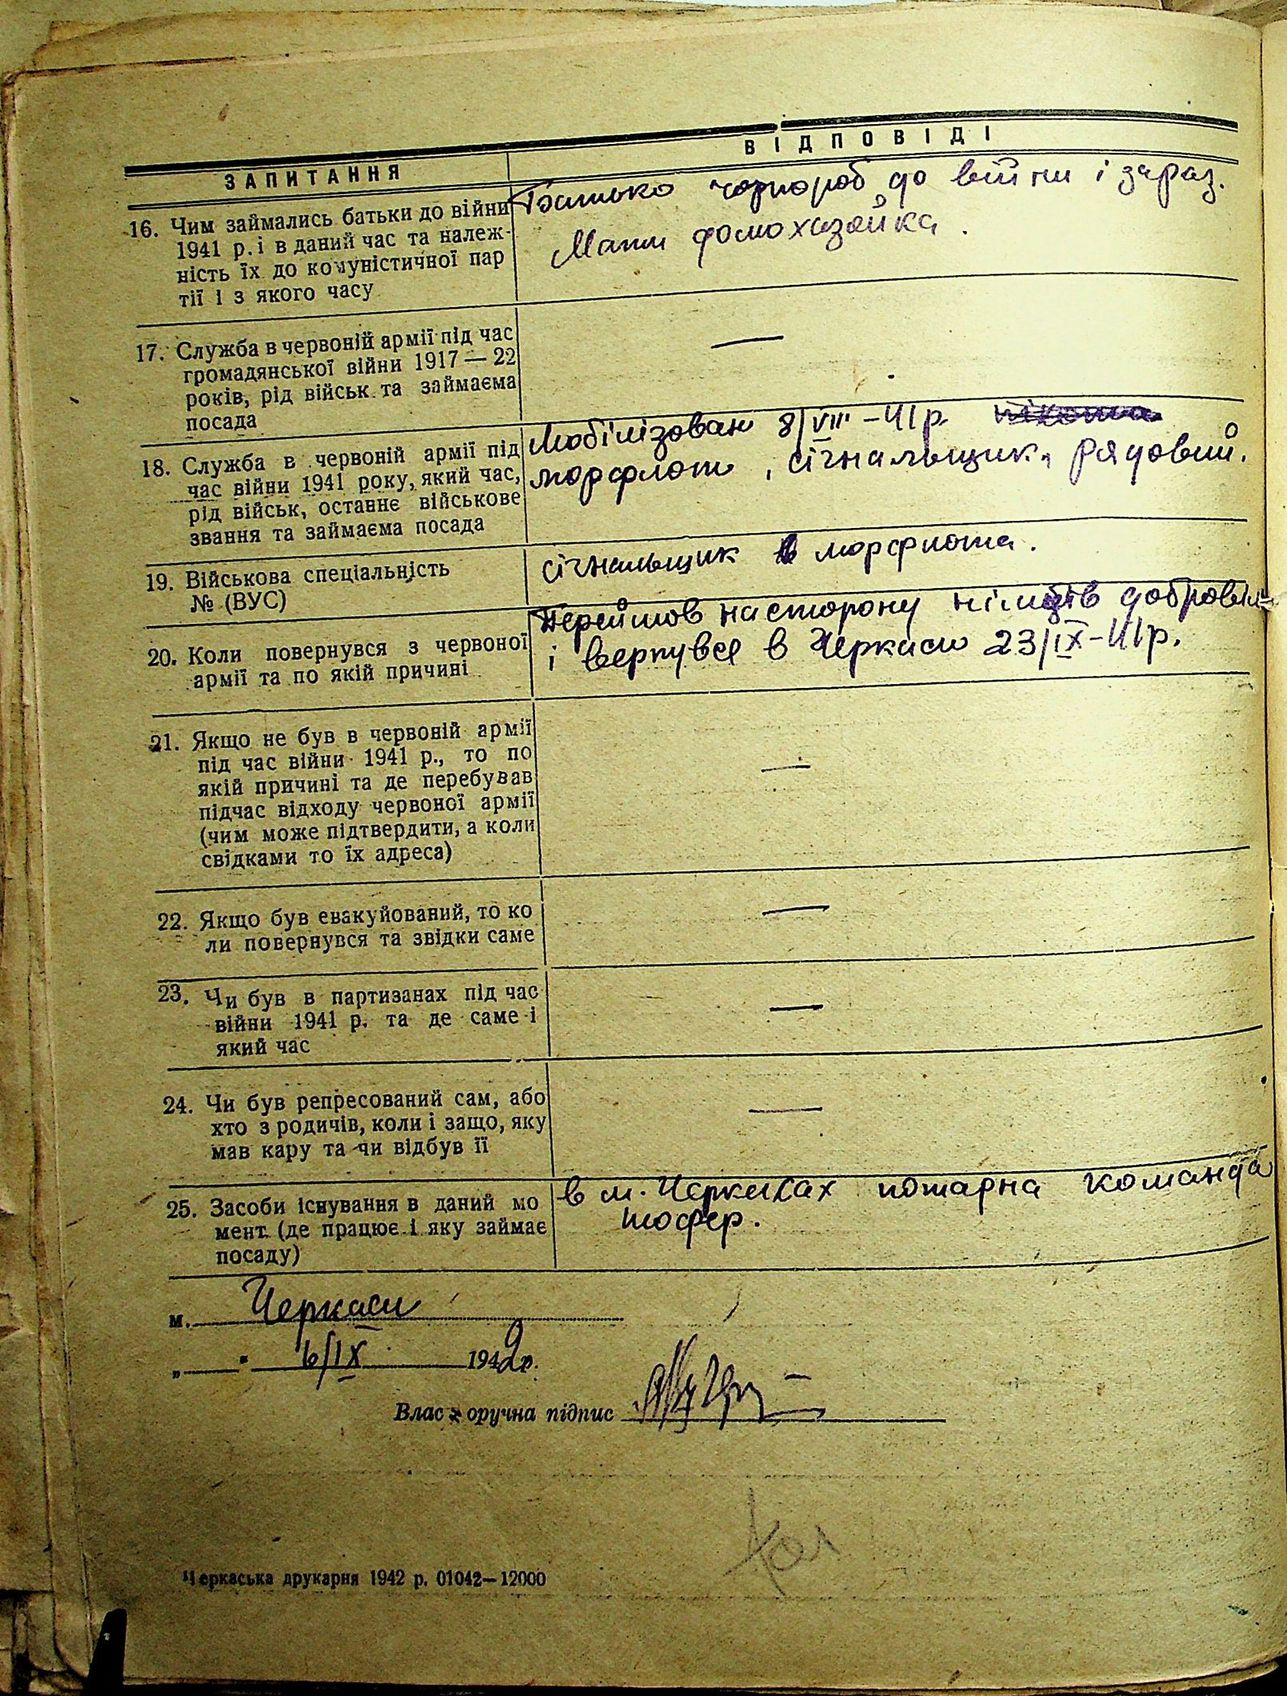 ЗАПИТАННЯ
ВІДПОВІДІ
16. Чим займались батьки до війни
1941 р. і в даний час та належ-
ність їх до комуністичної пар
тії і з якого часу
Батько чорнороб до війни і зараз.
Мати домохазяйка.
17. Служба в червоній армії під час
громадянської війни 1917—22
років, рід військ та займаєма
посада
—
18. Служба в червоній армії під
час війни 1941 року, який час,
рід військ, останнє військове
звання та займаєма посада
Мобілізован 8/VIII-41р. піхота
морфлот, сігнальщик, рядовий.
19. Військова спеціальність
№ (ВУС)
сігнальщик в морфлота.
20. Коли повернувся з червоної
армії та по якій причині
Перейшов на сторону німців добровіль
і вернувся в Черкаси 23/IX-41р.
21. Якщо не був в червоній армії
під час війни 1941 р., то по
якій причині та де перебував
підчас відходу червоної армії
(чим може підтвердити, а коли
свідками то їх адреса)
—
22. Якщо був евакуйований, то ко
ли повернувся та звідки саме
—
23. Чи був в партизанах під час
війни 1941 р. та де саме і
який час
—
24. Чи був репресований сам, або
хто з родичів, коли і защо, яку
мав кару та чи відбув її
—
25. Засоби існування в даний мо
мент (де працює і яку займає
посаду)
в м. Черкасах пожарна команда
шофер.
м. Черкаси
„ " 6/IX 1942р.
Власоручна підпис
Черкаська друкарня 1942 р. 01042—12000